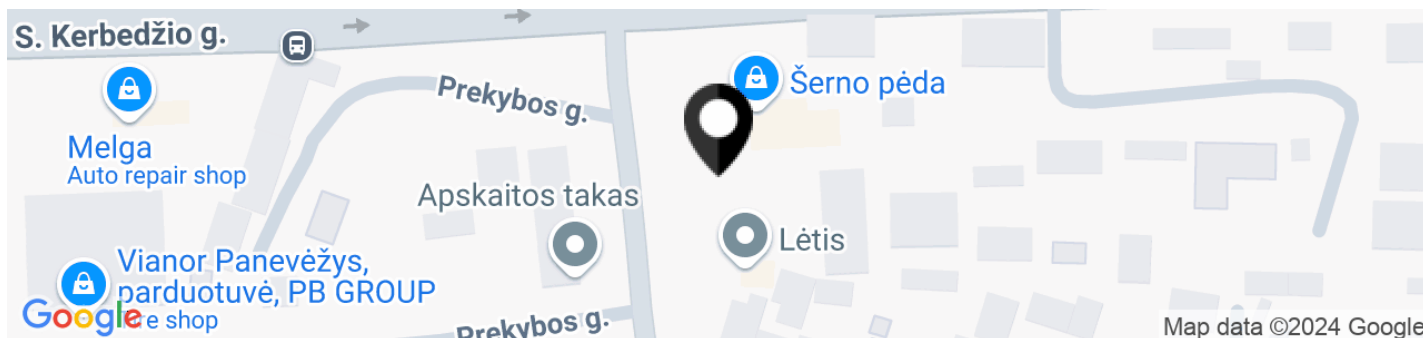 S. Kerbedžio g.
Prekybos g.
Šerno pėda
Melga
Auto repair shop
Apskaitos takas
Lėtis
Vianor Panevėžys,
parduotuvė, PB GROUP
Google
shop
Prekybos g.
Map data ©2024 Google